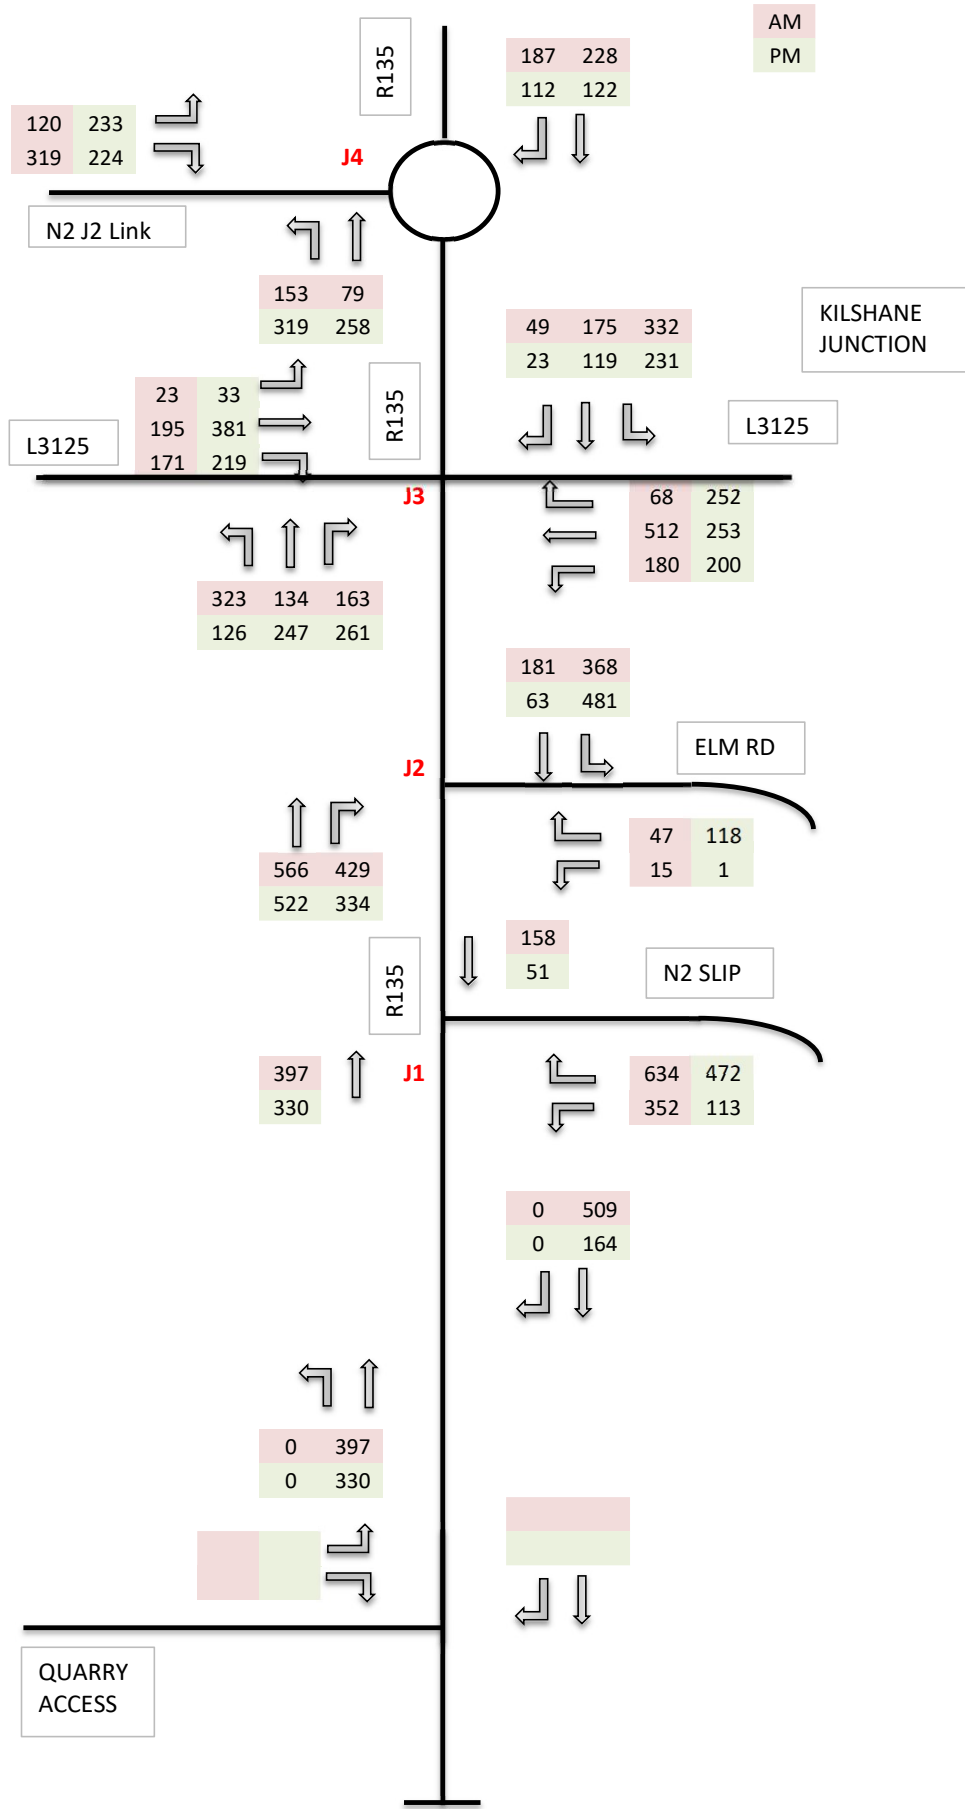 AM
PM
R135
187 228
112 122
120 233
319 224
J4
N2 J2 Link
153 79
319 258
KILSHANE
JUNCTION
49 175 332
23 119 231
R135
23 33
195 381
171 219
L3125
L3125
J3
68 252
512 253
180 200
323 134 163
126 247 261
181 368
63 481
ELM RD
J2
47 118
15 1
566 429
522 334
158
51
R135
N2 SLIP
397
330
J1
634 472
352 113
0 509
0 164
0 397
0 330
QUARRY
ACCESS